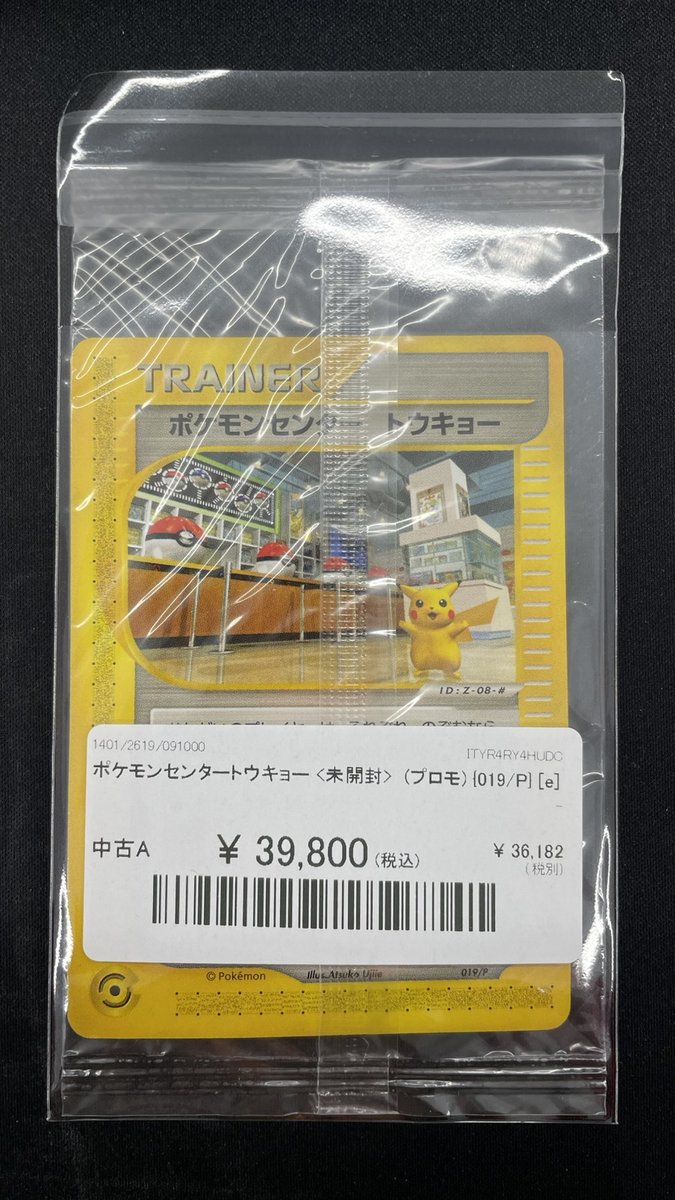 TRAINER
ポケモンセンター トウキョー
ID:Z-08-#
1401/2619/091000
ITYR4RY4HUDC
ポケモンセンタートウキョー<未開封> (プロモ){019/P}[e]
-
中古A ¥ 39,800(税込) ¥ 36,182
(税別)
©Pokémon Illus.Atsuko Ujiie 019/P